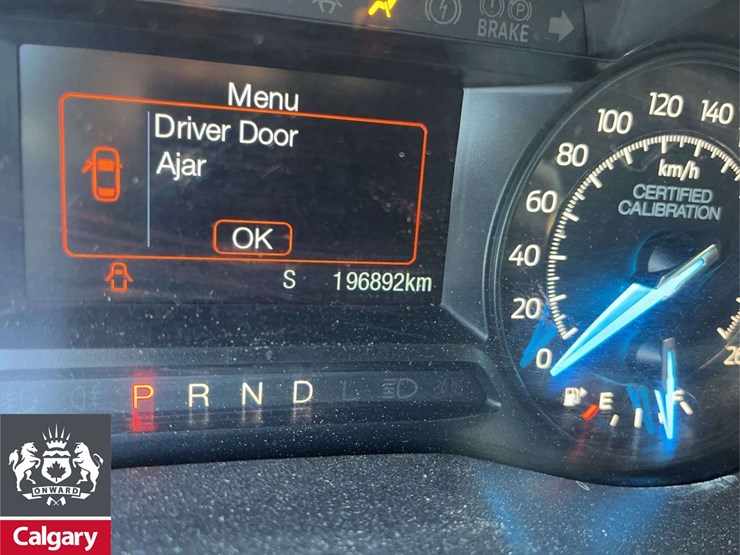 BRAKE
Menu
Driver Door
Ajar
OK
S 196892km
P R N D L
0
20
40
60
80
100
120
140
km/h
CERTIFIED
CALIBRATION
E F
ONWARD
Calgary